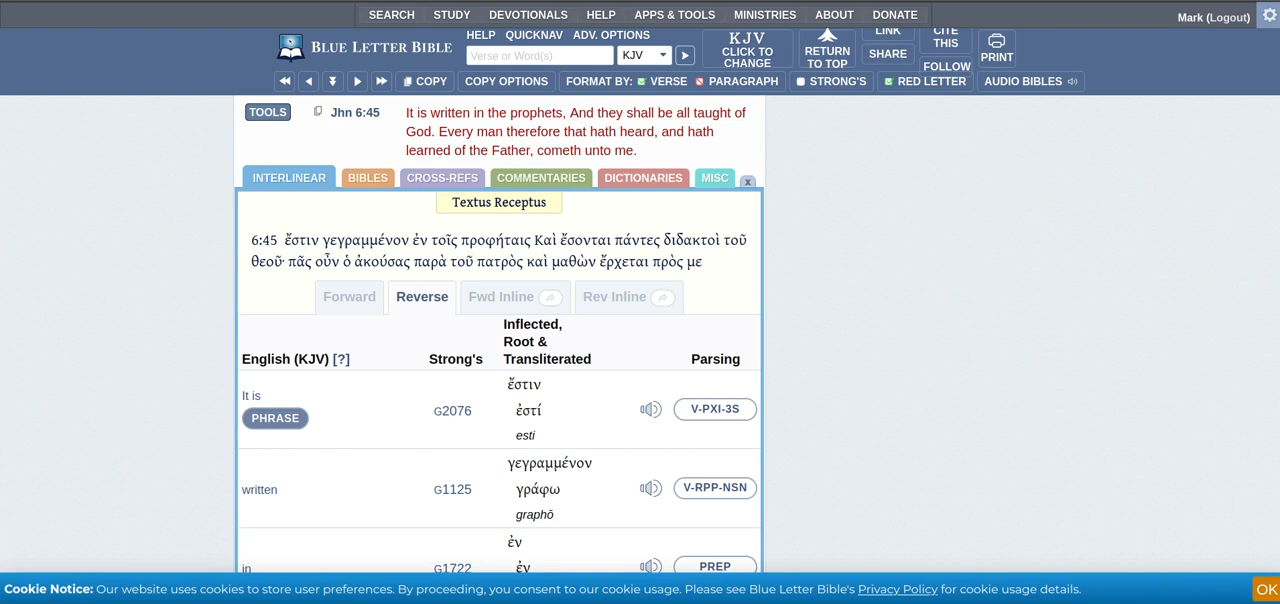 SEARCH STUDY DEVOTIONALS HELP APPS & TOOLS MINISTRIES ABOUT DONATE
Mark (Logout)
BLUE LETTER BIBLE
HELP QUICKNAV ADV. OPTIONS
Verse or Word(s) KJV
KJV
CLICK TO
CHANGE
RETURN
TO TOP
LINK
SHARE
CITE
THIS
FOLLOW
PRINT
COPY COPY OPTIONS FORMAT BY: VERSE PARAGRAPH STRONG'S RED LETTER AUDIO BIBLES
TOOLS Jhn 6:45 It is written in the prophets, And they shall be all taught of
God. Every man therefore that hath heard, and hath
learned of the Father, cometh unto me.
INTERLINEAR BIBLES CROSS-REFS COMMENTARIES DICTIONARIES MISC x
Textus Receptus
6:45 ἔστιν γεγραμμένον ἐν τοῖς προφήταις Καὶ ἔσονται πάντες διδακτοὶ τοῦ
θεοῦ· πᾶς οὖν ὁ ἀκούσας παρὰ τοῦ πατρὸς καὶ μαθὼν ἔρχεται πρὸς με
Forward Reverse Fwd Inline Rev Inline
English (KJV) [?] Strong's Inflected,
Root &
Transliterated Parsing
It is
PHRASE
G2076
ἔστιν
ἐστί
esti
V-PXI-3S
written
G1125
γεγραμμένον
γράφω
graphō
V-RPP-NSN
in
G1722
ἐν
ἐν
PREP
Cookie Notice: Our website uses cookies to store user preferences. By proceeding, you consent to our cookie usage. Please see Blue Letter Bible's Privacy Policy for cookie usage details. OK